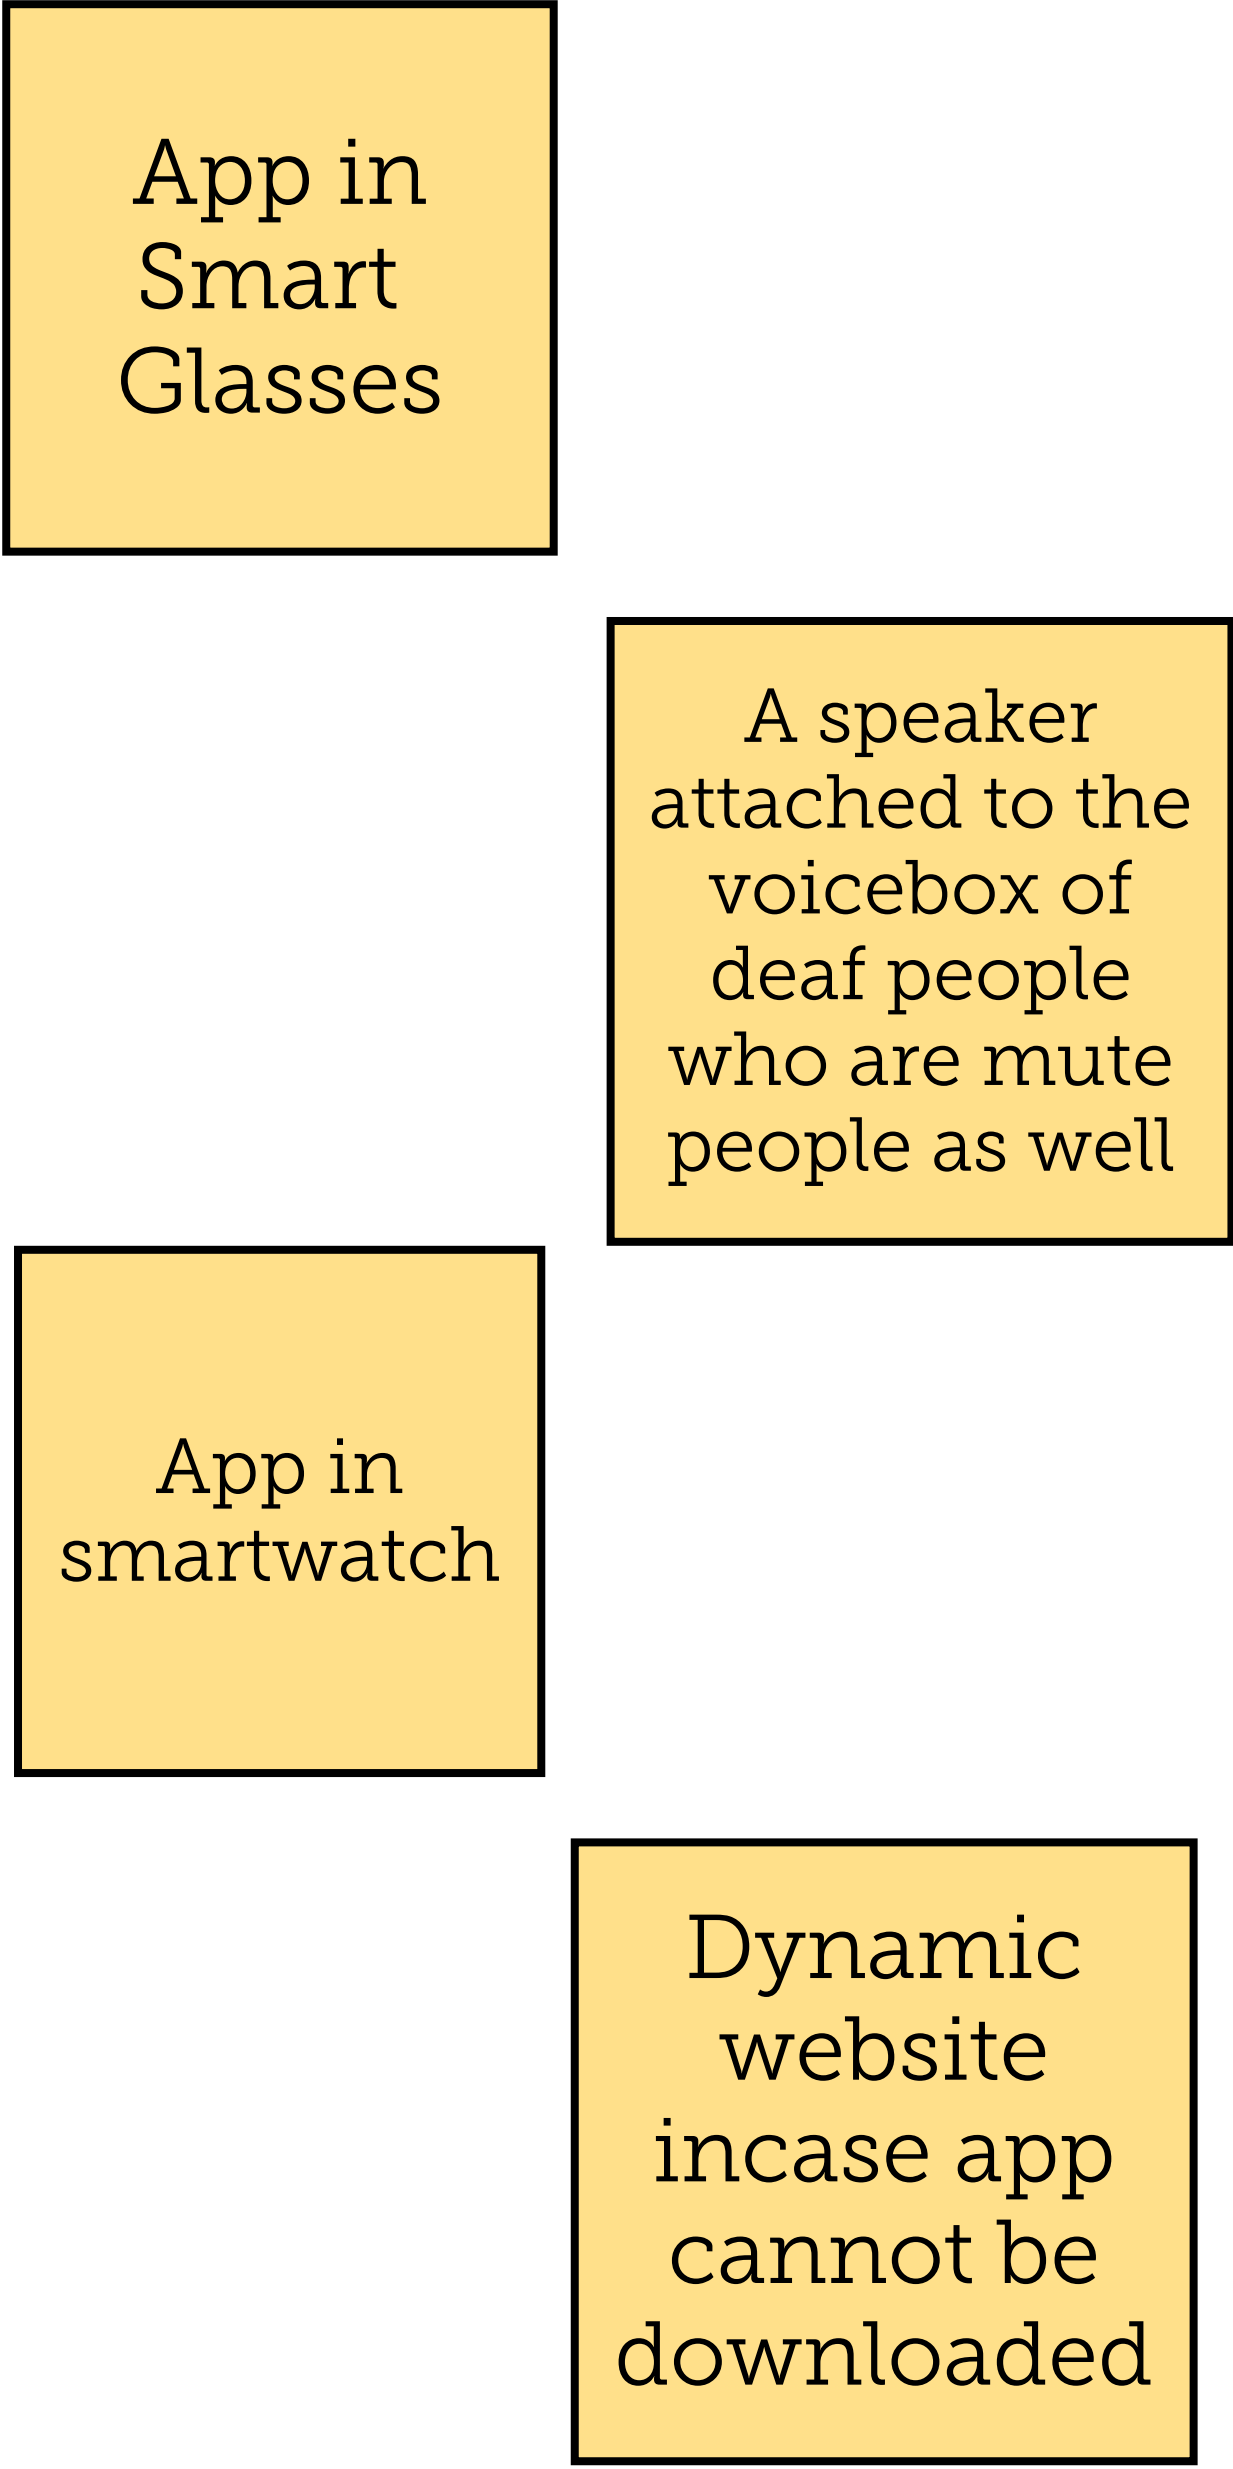 App in
Smart
Glasses
A speaker
attached to the
voicebox of
deaf people
who are mute
people as well
App in
smartwatch
Dynamic
website
incase app
cannot be
downloaded